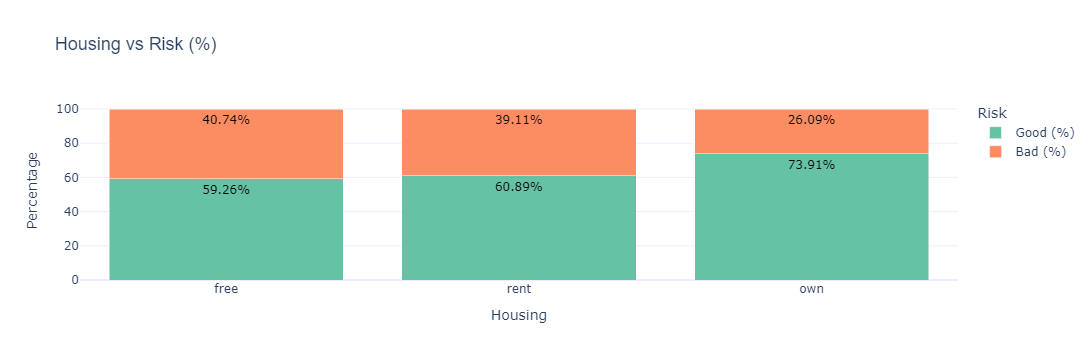 Housing vs Risk (%)
Percentage
100
80
60
40
20
0
40.74%
59.26%
39.11%
60.89%
26.09%
73.91%
free
rent
own
Housing
Risk
Good (%)
Bad (%)